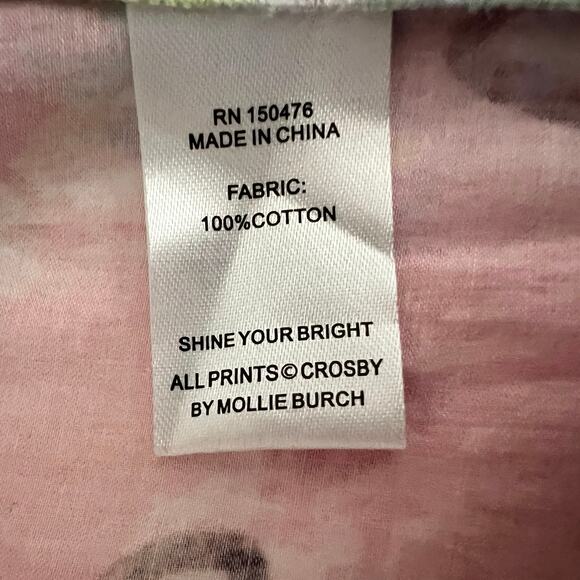 RN 150476
MADE IN CHINA
FABRIC:
100%COTTON
SHINE YOUR BRIGHT
ALL PRINTS©CROSBY
BY MOLLIE BURCH